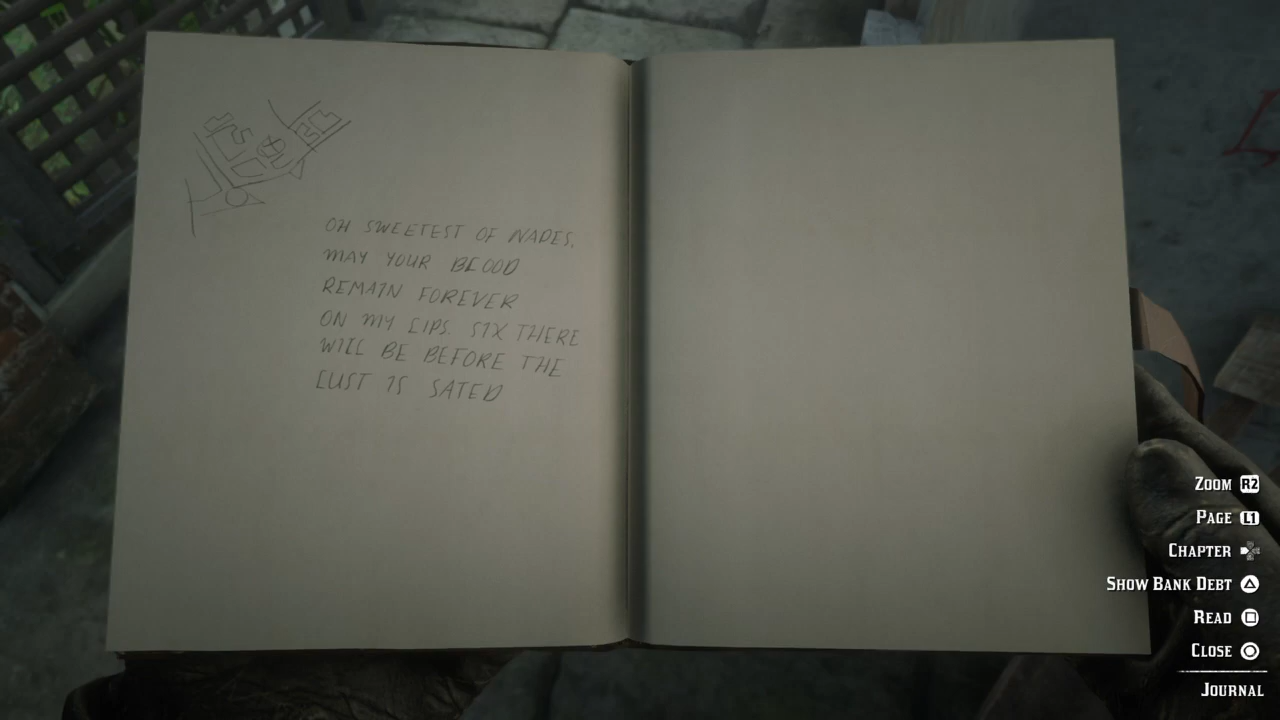 OH SWEETEST OF NAPES,
MAY YOUR BLOOD
REMAIN FOREVER
ON MY LIPS. SIX THERE
WILL BE BEFORE THE
LUST IS SATED
ZOOM R2
PAGE L1
CHAPTER
SHOW BANK DEBT
READ
CLOSE
JOURNAL